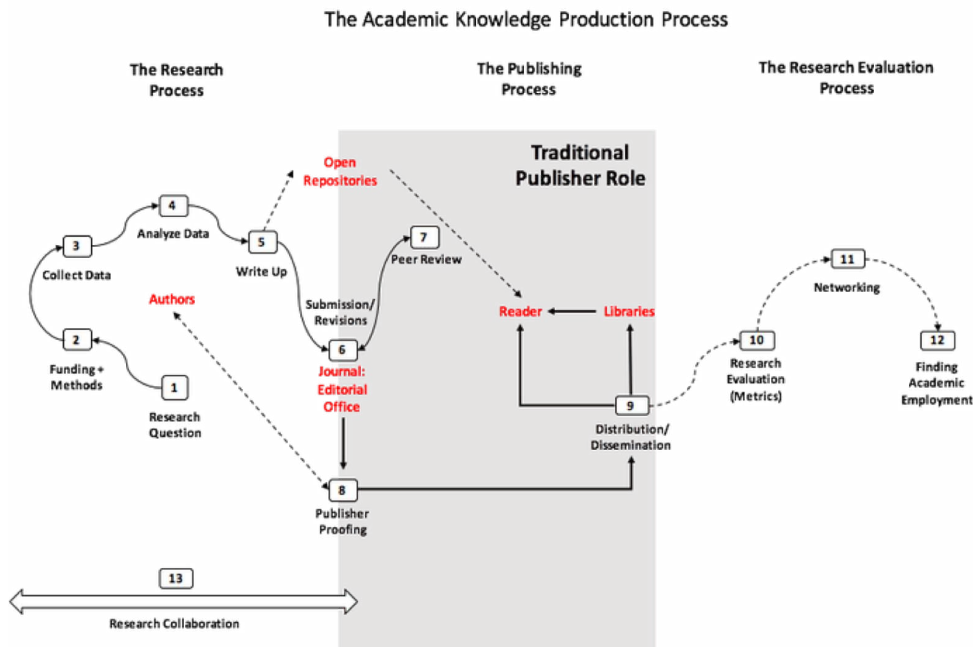 The Academic Knowledge Production Process
The Research
Process
The Publishing
Process
The Research Evaluation
Process
Traditional
Publisher Role
Open
Repositories
4
Analyze Data
5
Write Up
7
Peer Review
3
Collect Data
11
Networking
Authors
Submission/
Revisions
Reader
Libraries
2
Funding +
Methods
6
Journal:
Editorial
Office
10
Research
Evaluation
(Metrics)
12
Finding
Academic
Employment
1
Research
Question
9
Distribution/
Dissemination
8
Publisher
Proofing
13
Research Collaboration